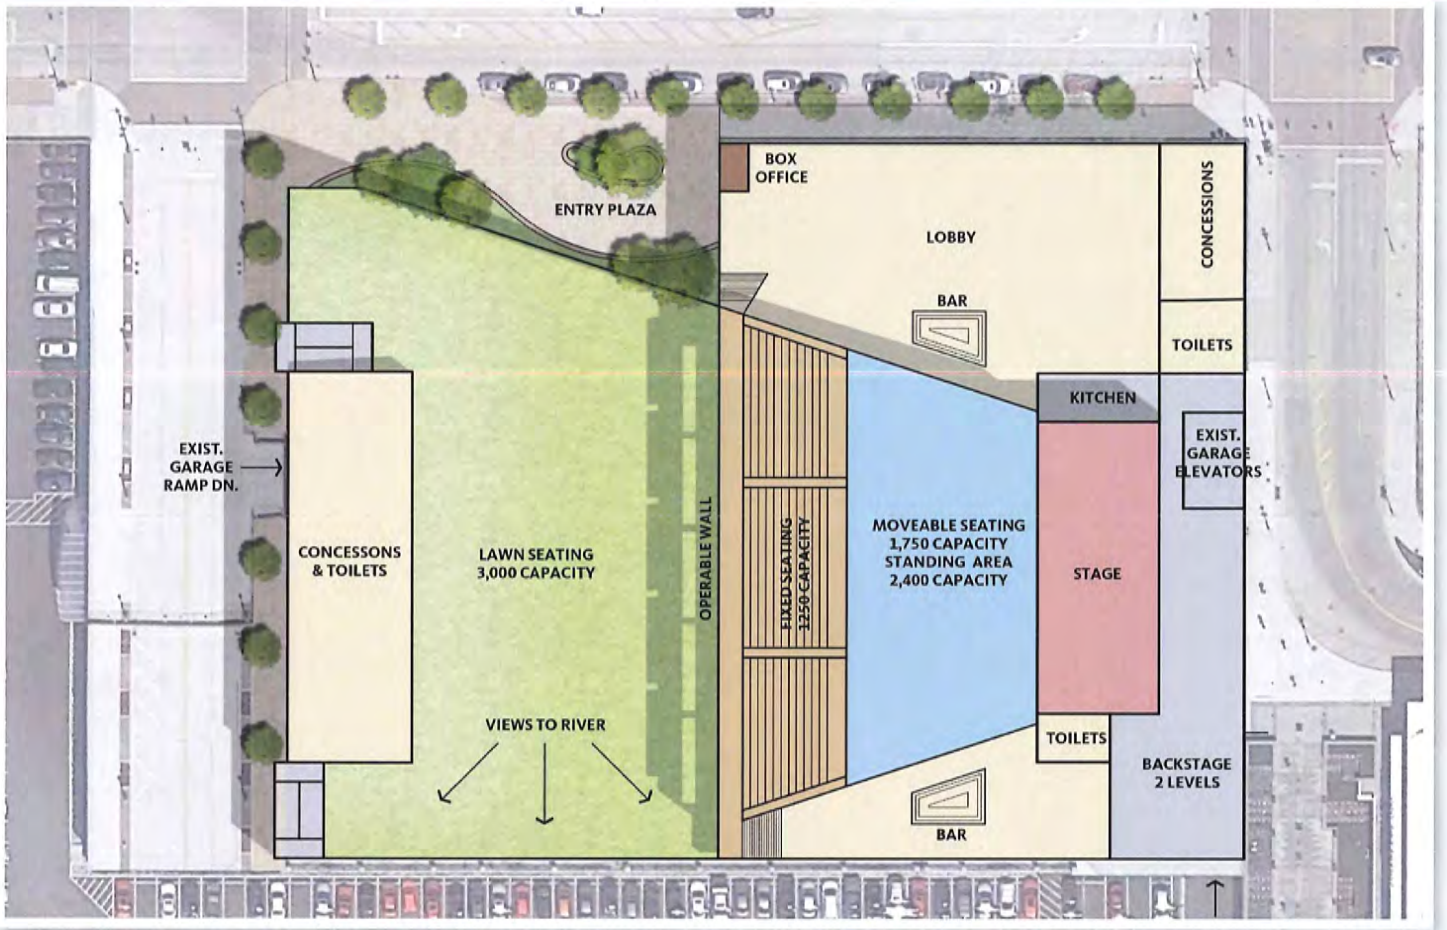 BOX
OFFICE
ENTRY PLAZA
LOBBY
CONCESSIONS
BAR
TOILETS
KITCHEN
EXIST.
GARAGE
RAMP DN.
EXIST.
GARAGE
ELEVATORS
CONCESSONS
& TOILETS
LAWN SEATING
3,000 CAPACITY
OPERABLE WALL
FIXED SEATING
1250 CAPACITY
MOVEABLE SEATING
1,750 CAPACITY
STANDING AREA
2,400 CAPACITY
STAGE
VIEWS TO RIVER
TOILETS
BACKSTAGE
2 LEVELS
BAR